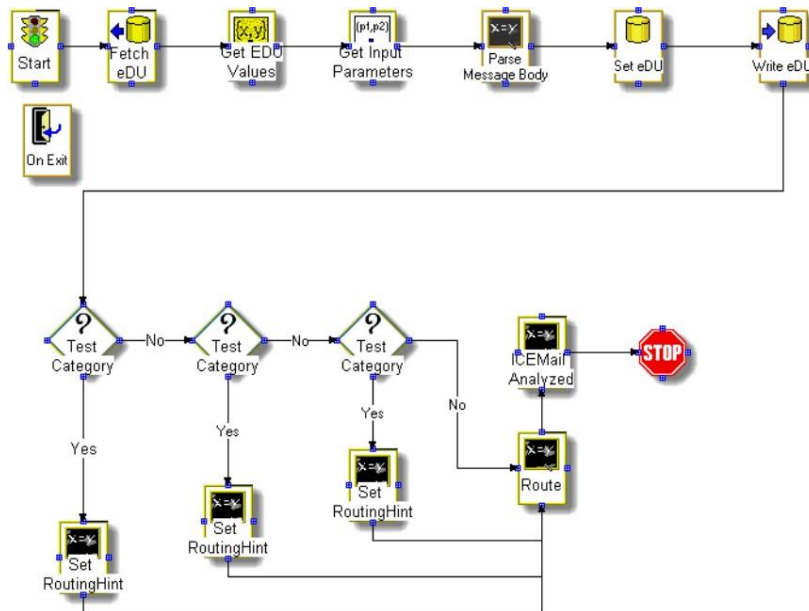 Start
Fetch
eDU
{x,y}
Get EDU
Values
(p1,p2)
Get Input
Parameters
x=y
Parse
Message Body
Set eDU
Write eDU
On Exit
?
Test
Category
No
?
Test
Category
No
?
Test
Category
x=y
ICEMail
Analyzed
STOP
No
Yes
Yes
Yes
x=y
Set
RoutingHint
x=y
Route
x=y
Set
RoutingHint
x=y
Set
RoutingHint